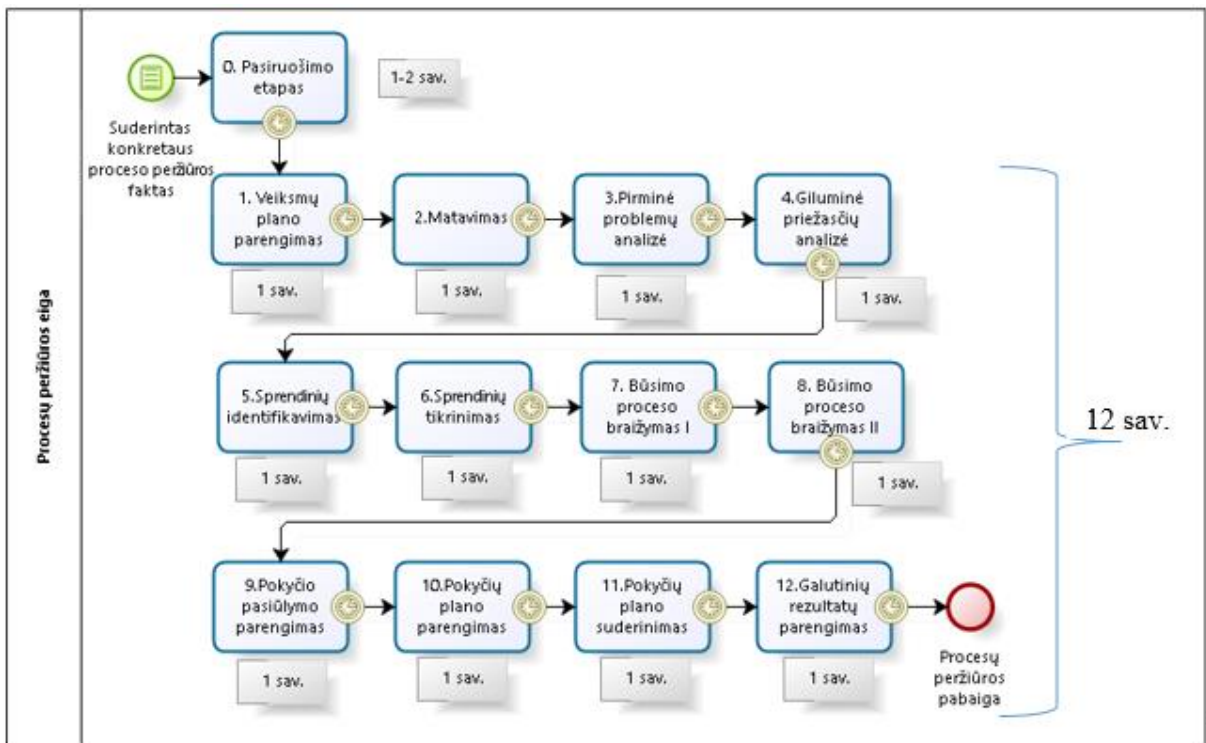 Procesų peržiūros eiga
0. Pasiruošimo
etapas
1-2 sav.
Suderintas
konkretaus
proceso peržiūros
faktas
1. Veiksmų
plano
parengimas
2.Matavimas
3.Pirminė
problemų
analizė
4.Giluminė
priežasčių
analizė
1 sav.
1 sav.
1 sav.
1 sav.
5.Sprendinių
identifikavimas
6.Sprendinių
tikrinimas
7. Būsimo
proceso
braižymas I
8. Būsimo
proceso
braižymas II
12 sav.
1 sav.
1 sav.
1 sav.
1 sav.
9.Pokyčio
pasiūlymo
parengimas
10.Pokyčių
plano
parengimas
11.Pokyčių
plano
suderinimas
12.Galutinių
rezultatų
parengimas
Procesų
peržiūros
pabaiga
1 sav.
1 sav.
1 sav.
1 sav.